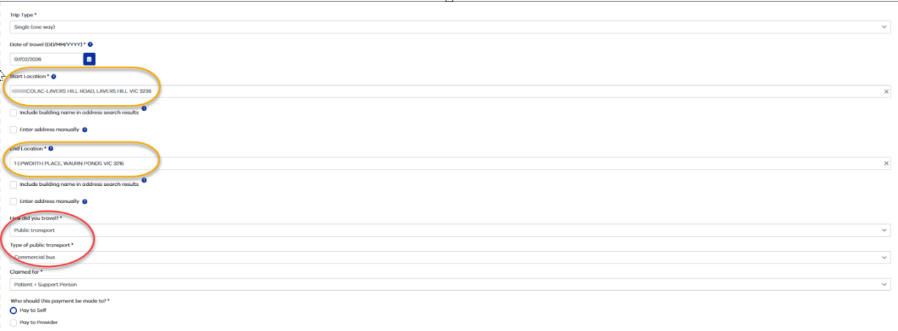 Trip Type *
Single (one way)
Date of travel (DD/MM/YYYY) *
02/02/2026
Start Location *
COLAC-LAVERS HILL ROAD, LAVERS HILL VIC 3238
Include building name in address search results
Enter address manually
End Location *
1 EPWORTH PLACE, WAURN PONDS VIC 3216
Include building name in address search results
Enter address manually
How did you travel? *
Public transport
Type of public transport *
Commercial bus
Claimed for *
Patient + Support Person
Who should this payment be made to? *
Pay to Self
Pay to Provider